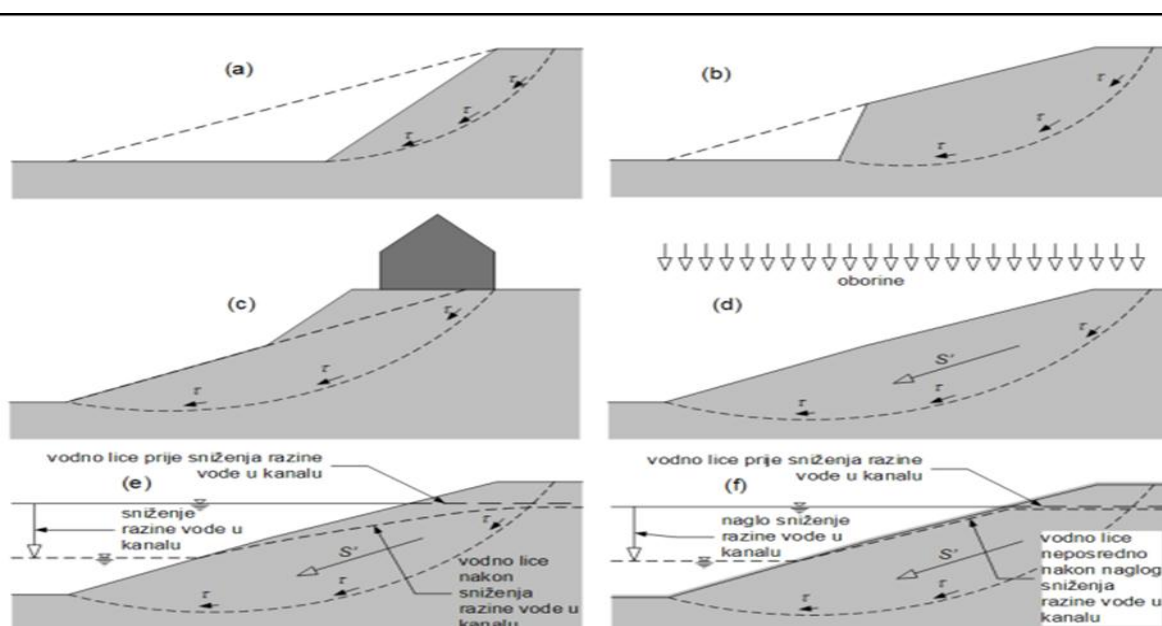 (a)
τ
τ
τ
(b)
τ
τ
τ
(c)
τ
τ
τ
oborine
(d)
τ
S'
τ
τ
vodno lice prije sniženja razine
vode u kanalu
(e)
sniženje
razine vode u
kanalu
τ
S'
τ
τ
vodno lice
nakon
sniženja
razine vode u
kanalu
vodno lice prije sniženja razine
vode u kanalu
(f)
naglo sniženje
razine vode u
kanalu
S'
τ
τ
vodno lice
neposredno
nakon naglog
sniženja
razine vode u
kanalu